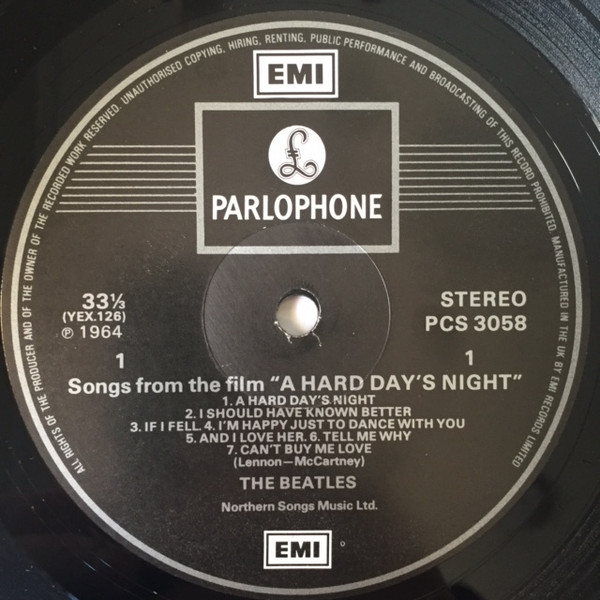 ALL RIGHTS OF THE PRODUCER AND OF THE OWNER OF THE RECORDED WORK RESERVED. UNAUTHORISED COPYING, HIRING, RENTING, PUBLIC PERFORMANCE AND BROADCASTING OF THIS RECORD PROHIBITED. MANUFACTURED IN THE UK BY EMI RECORDS LIMITED
EMI
£
PARLOPHONE
33⅓
(YEX.126)
℗ 1964
1
STEREO
PCS 3058
1
Songs from the film “A HARD DAY'S NIGHT”
1. A HARD DAY'S NIGHT
2. I SHOULD HAVE KNOWN BETTER
3. IF I FELL. 4. I'M HAPPY JUST TO DANCE WITH YOU
5. AND I LOVE HER. 6. TELL ME WHY
7. CAN'T BUY ME LOVE
(Lennon—McCartney)
THE BEATLES
Northern Songs Music Ltd.
EMI